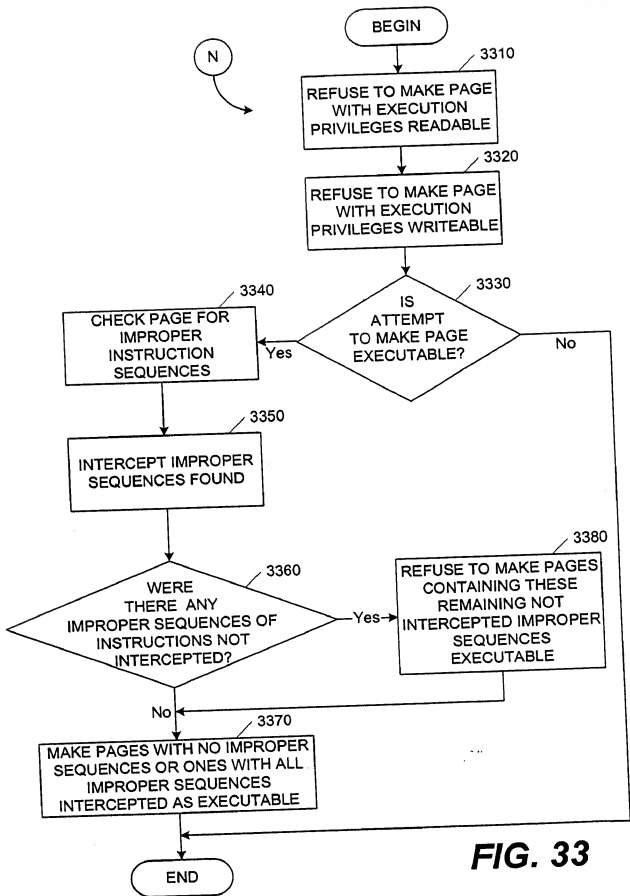 BEGIN
N
3310
REFUSE TO MAKE PAGE
WITH EXECUTION
PRIVILEGES READABLE
3320
REFUSE TO MAKE PAGE
WITH EXECUTION
PRIVILEGES WRITEABLE
3330
IS
ATTEMPT
TO MAKE PAGE
EXECUTABLE?
Yes
No
3340
CHECK PAGE FOR
IMPROPER
INSTRUCTION
SEQUENCES
3350
INTERCEPT IMPROPER
SEQUENCES FOUND
3360
WERE
THERE ANY
IMPROPER SEQUENCES OF
INSTRUCTIONS NOT
INTERCEPTED?
Yes
No
3380
REFUSE TO MAKE PAGES
CONTAINING THESE
REMAINING NOT
INTERCEPTED IMPROPER
SEQUENCES
EXECUTABLE
3370
MAKE PAGES WITH NO IMPROPER
SEQUENCES OR ONES WITH ALL
IMPROPER SEQUENCES
INTERCEPTED AS EXECUTABLE
END
FIG. 33